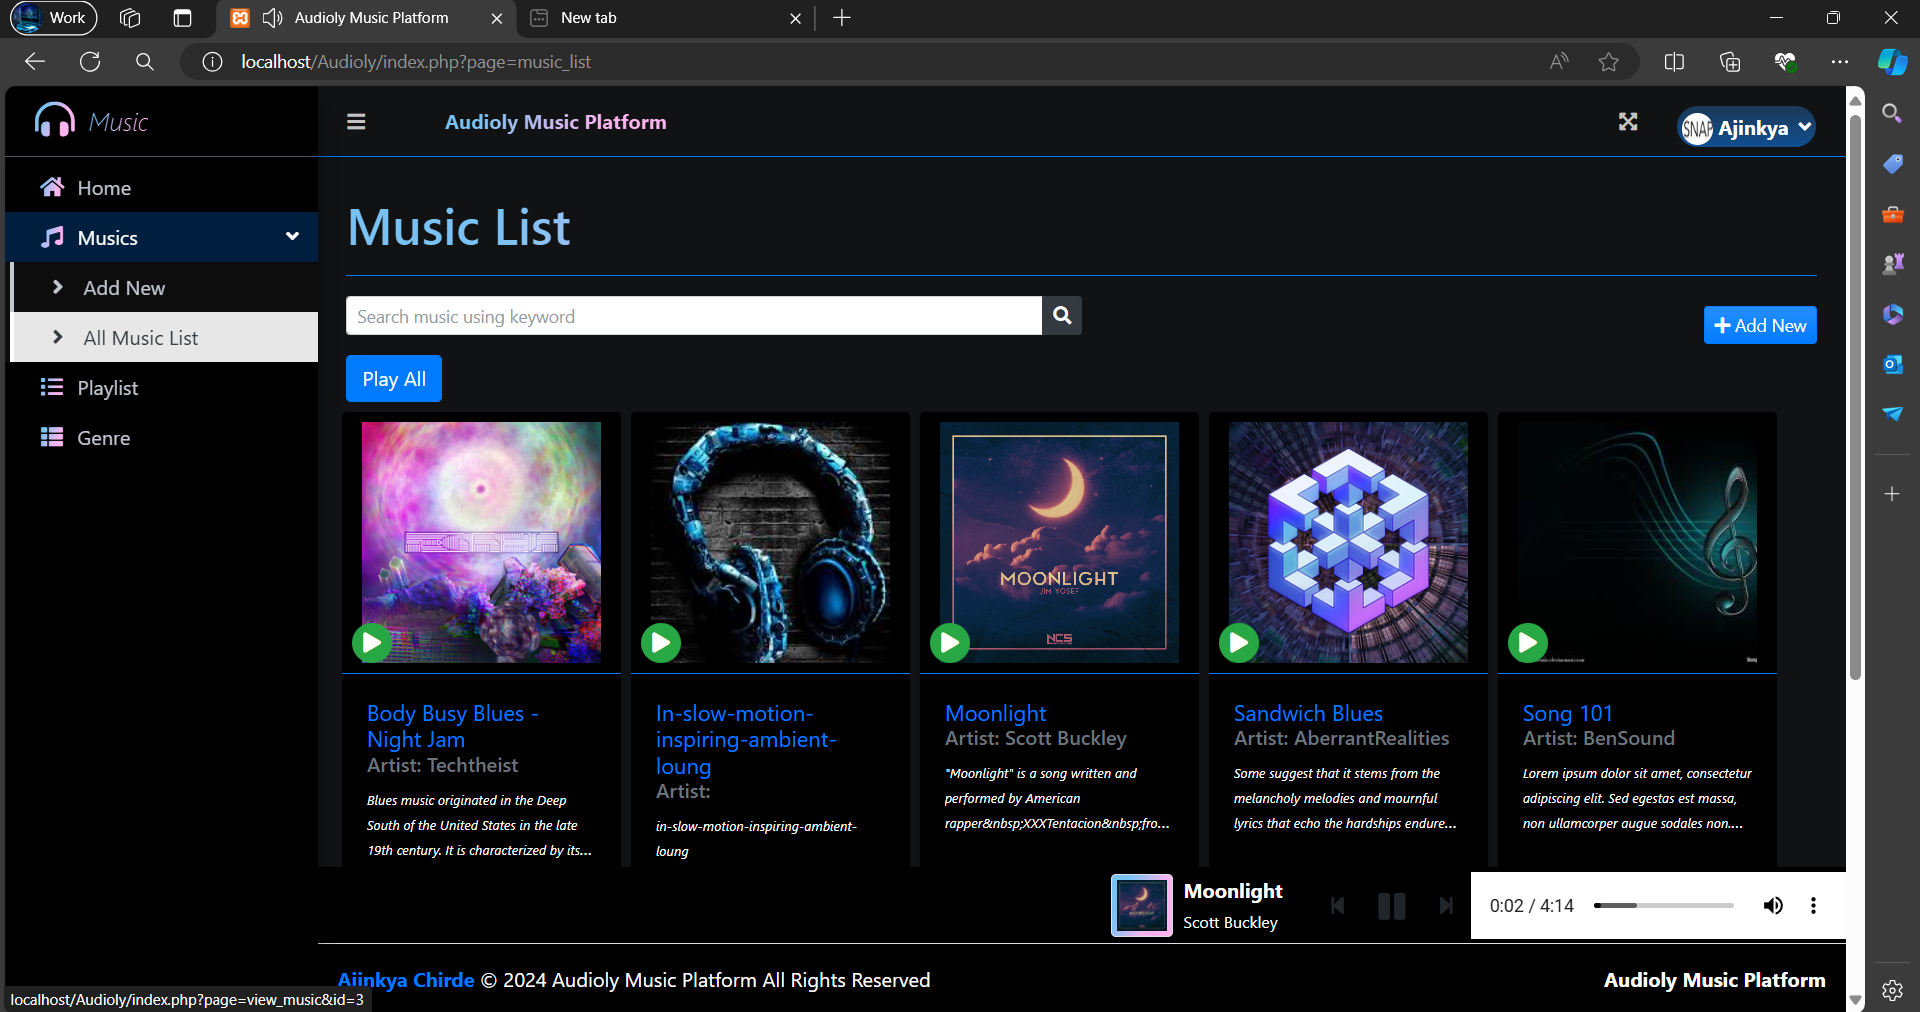 Work
Audioly Music Platform
New tab
localhost/Audioly/index.php?page=music_list
Music
Audioly Music Platform
SNAP
Ajinkya
Home
Musics
Add New
All Music List
Playlist
Genre
Music List
Search music using keyword
Add New
Play All
MOONLIGHT
JIM YOSEF
NCS
Body Busy Blues -
Night Jam
Artist: Techtheist
Blues music originated in the Deep
South of the United States in the late
19th century. It is characterized by its...
In-slow-motion-
inspiring-ambient-
loung
Artist:
in-slow-motion-inspiring-ambient-
loung
Moonlight
Artist: Scott Buckley
"Moonlight" is a song written and
performed by American
rapper&nbsp;XXXTentacion&nbsp;fro...
Sandwich Blues
Artist: AberrantRealities
Some suggest that it stems from the
melancholy melodies and mournful
lyrics that echo the hardships endure...
Song 101
Artist: BenSound
Lorem ipsum dolor sit amet, consectetur
adipiscing elit. Sed egestas est massa,
non ullamcorper augue sodales non....
Moonlight
Scott Buckley
0:02 / 4:14
Ajinkya Chirde © 2024 Audioly Music Platform All Rights Reserved
Audioly Music Platform
localhost/Audioly/index.php?page=view_music&id=3